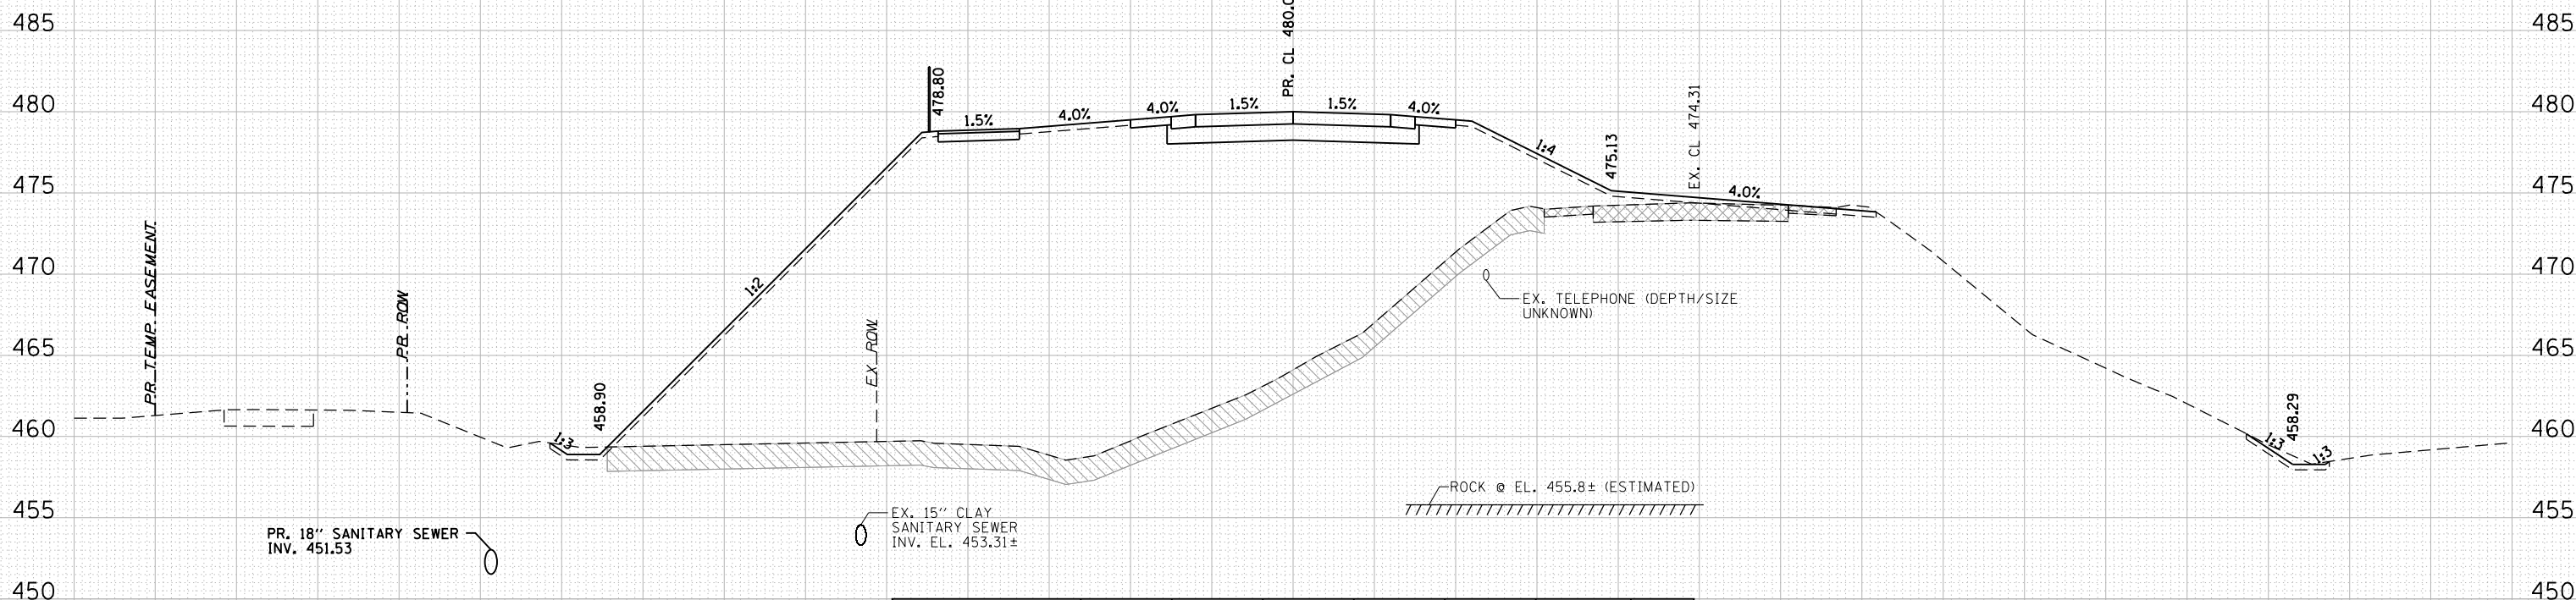 485
485
PR. CL 480.0
480
480
478.80
1.5%
4.0%
4.0%
1.5%
1.5%
4.0%
1:4
475.13
EX. CL 474.31
4.0%
475
475
1:2
470
470
EX. TELEPHONE (DEPTH/SIZE
UNKNOWN)
PR. TEMP. EASEMENT
PR. ROW
EX. ROW
465
465
460
460
1:3
458.90
1:3
458.29
1:3
ROCK @ EL. 455.8± (ESTIMATED)
455
455
PR. 18" SANITARY SEWER
INV. 451.53
EX. 15" CLAY
SANITARY SEWER
INV. EL. 453.31±
450
450